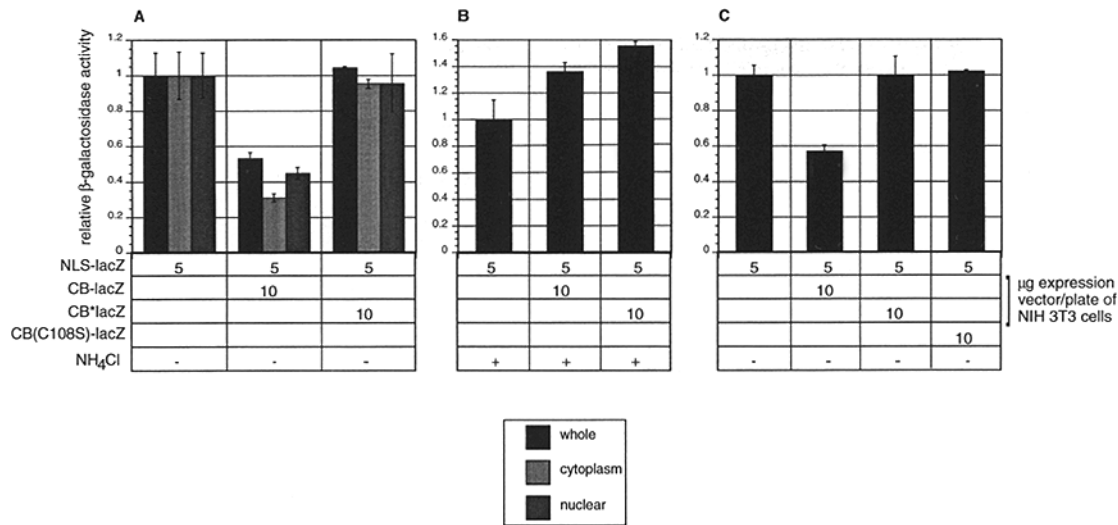 A B C
relative β-galactosidase activity
1.2
1
0.8
0.6
0.4
0.2
0
1.6
1.4
1.2
1
1.8
1.6
1.4
1.2
0
1.2
1
0.8
0.6
0.4
0.2
0
NLS-lacZ 5 5 5 5 5 5 5 5 5 5
CB-lacZ 10 10 10
CB*lacZ 10 10 10
CB(C108S)-lacZ 10
NH4Cl - - - + + + - - - -
μg expression
vector/plate of
NIH 3T3 cells
whole
cytoplasm
nuclear